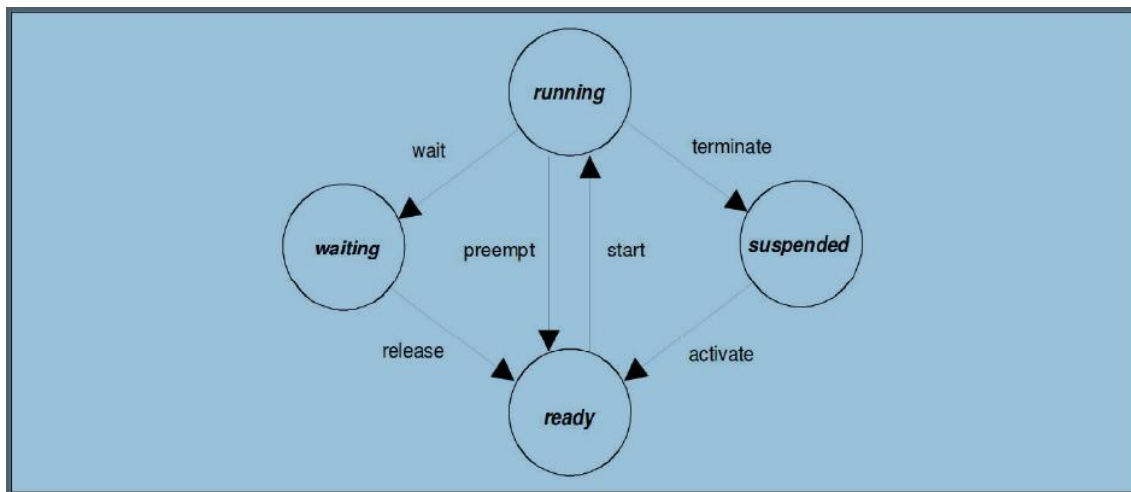 running
wait
terminate
waiting
preempt
start
suspended
release
activate
ready